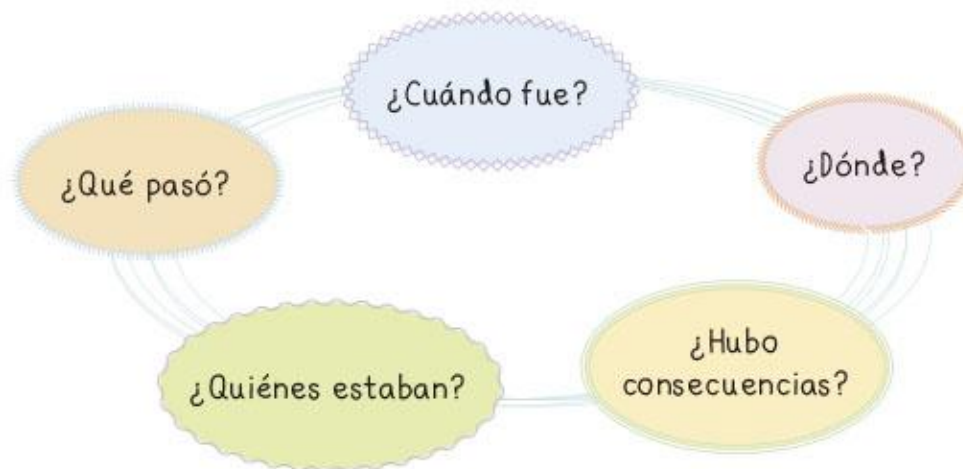 ¿Cuándo fue?
¿Qué pasó?
¿Dónde?
¿Quiénes estaban?
¿Hubo
consecuencias?